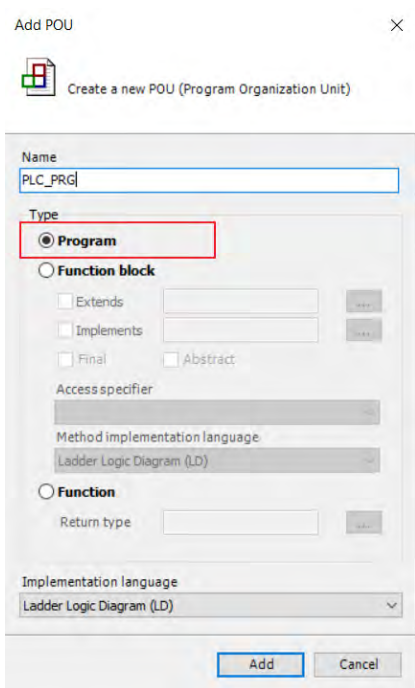 Add POU
Create a new POU (Program Organization Unit)
Name
PLC_PRG
Type
Program
Function block
Extends
...
Implements
...
Final Abstract
Access specifier
Method implementation language
Ladder Logic Diagram (LD)
Function
Return type
...
Implementation language
Ladder Logic Diagram (LD)
Add Cancel